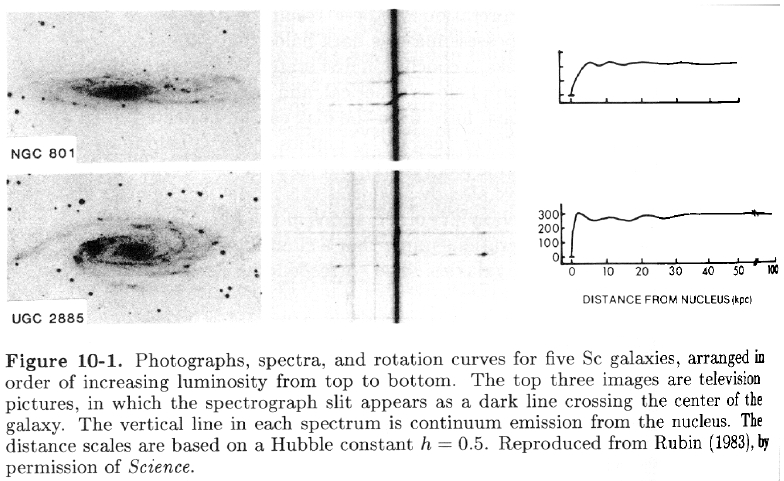 NGC 801
UGC 2885
300
200
100
0
0 10 20 30 40 50 100
DISTANCE FROM NUCLEUS (kpc)
Figure 10-1. Photographs, spectra, and rotation curves for five Sc galaxies, arranged in
order of increasing luminosity from top to bottom. The top three images are television
pictures, in which the spectrograph slit appears as a dark line crossing the center of the
galaxy. The vertical line in each spectrum is continuum emission from the nucleus. The
distance scales are based on a Hubble constant h = 0.5. Reproduced from Rubin (1983), by
permission of Science.